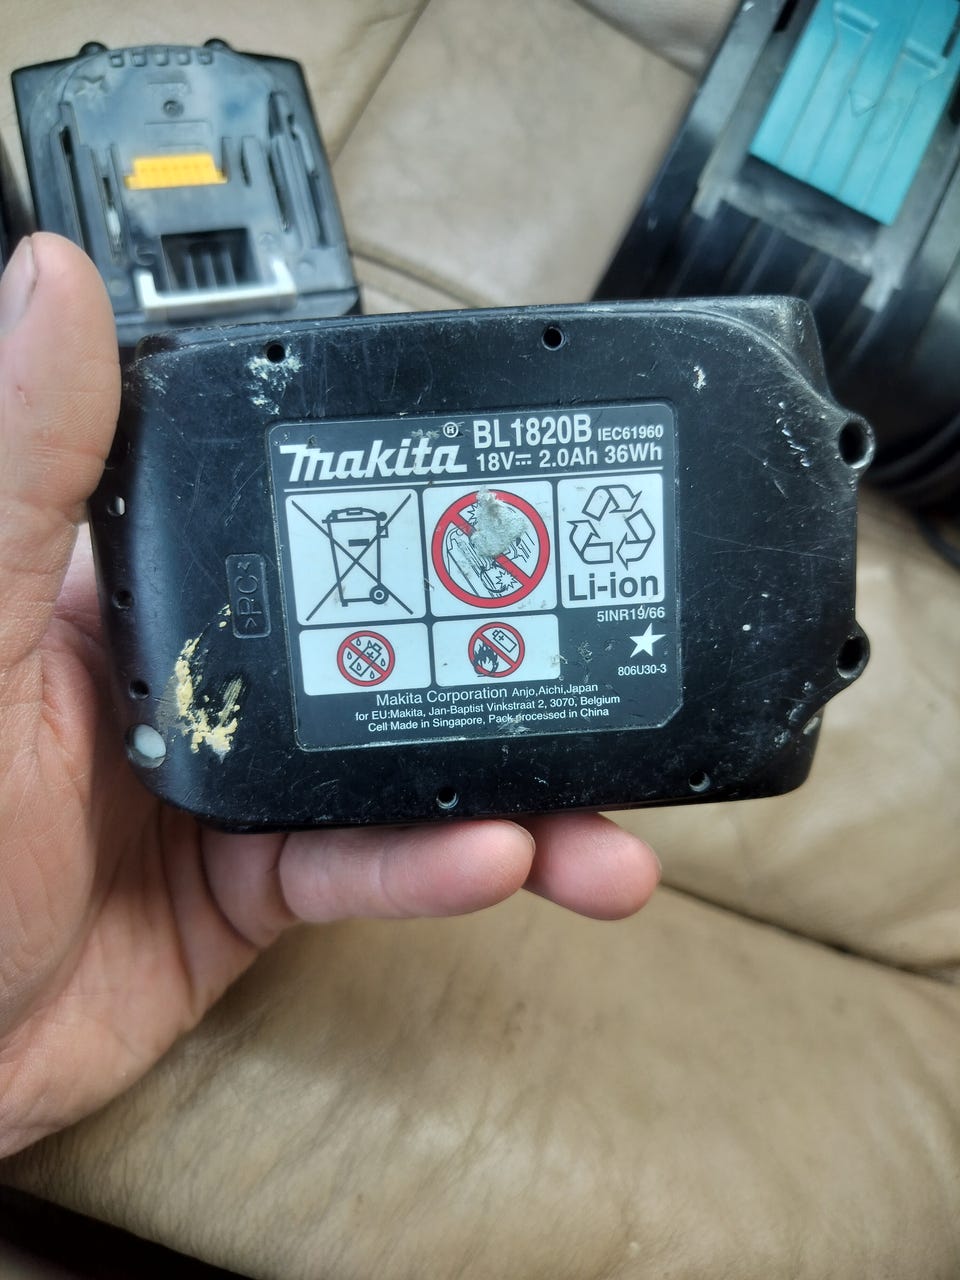 makita® BL1820B IEC61960
18V⎓ 2.0Ah 36Wh
Li-ion
5INR19/66
806U30-3
>PC<
Makita Corporation Anjo,Aichi,Japan
for EU:Makita, Jan-Baptist Vinkstraat 2, 3070, Belgium
Cell Made in Singapore, Pack processed in China